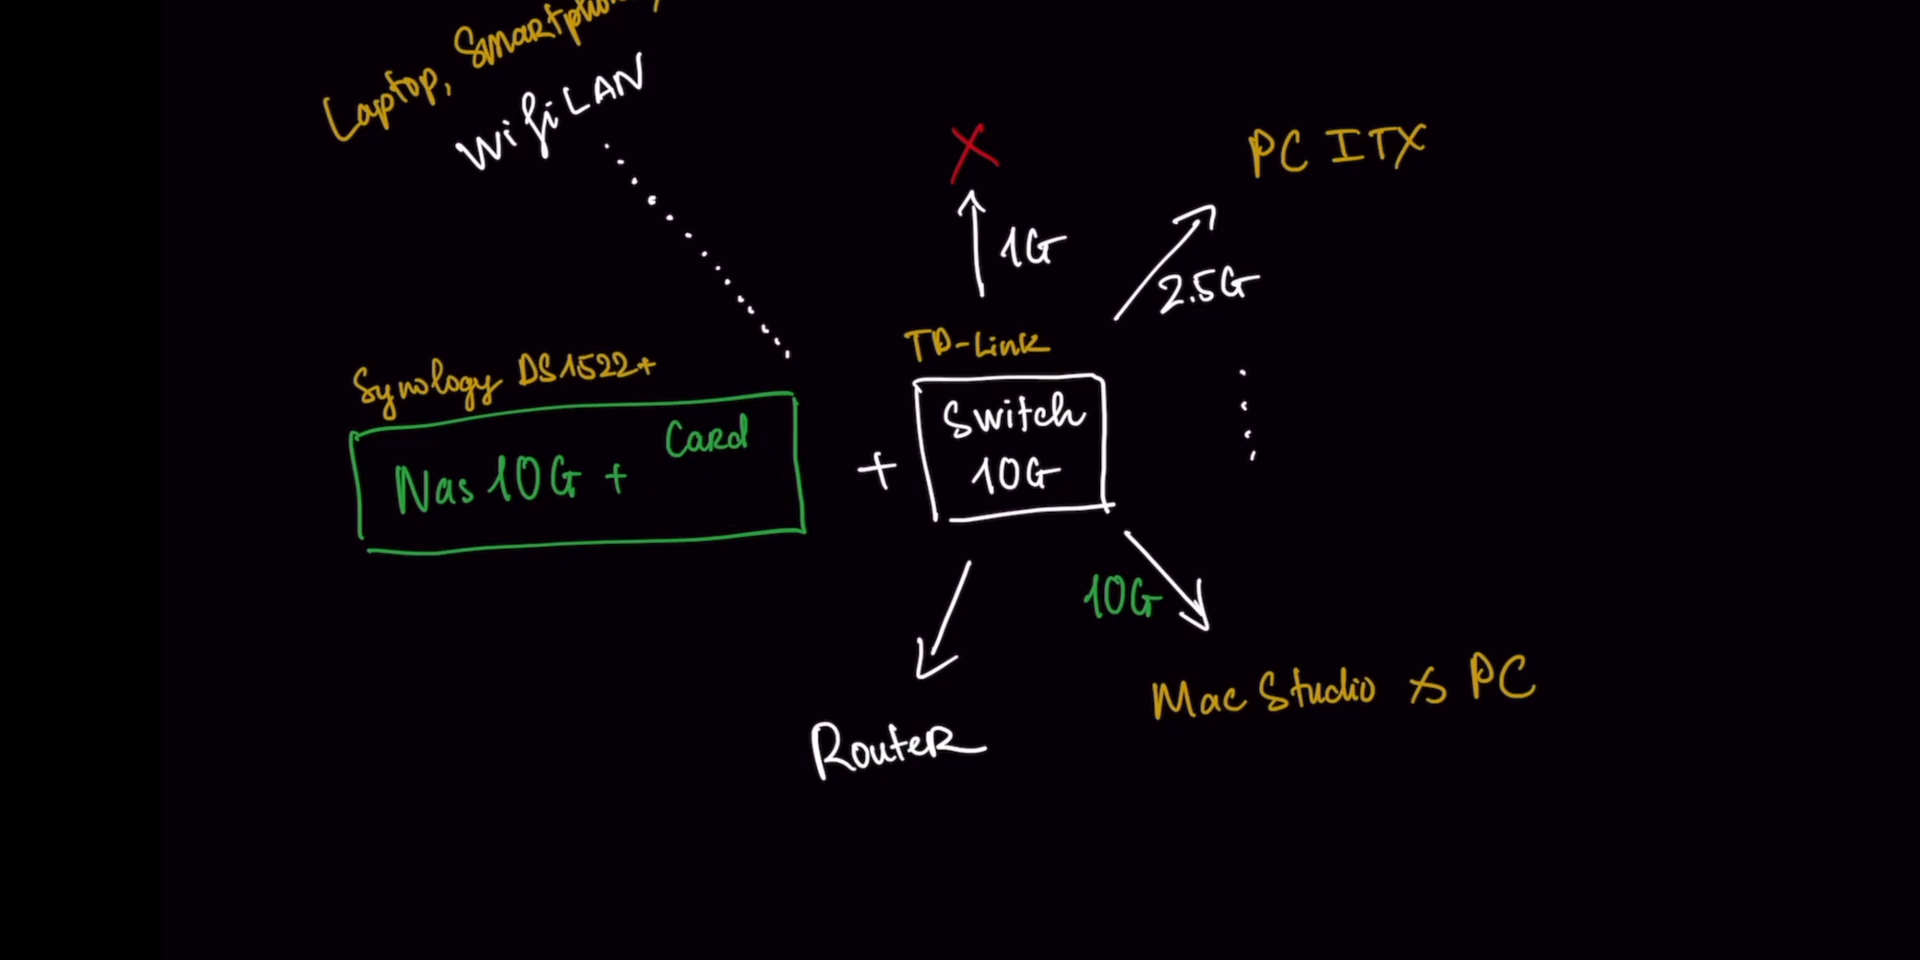 Laptop, Smartphone,
Wifi LAN
X
1G
PC ITX
2.5G
TP-Link
Switch
10G
Synology DS1522+
Nas 10G + Card
+
10G
Mac Studio & PC
Router